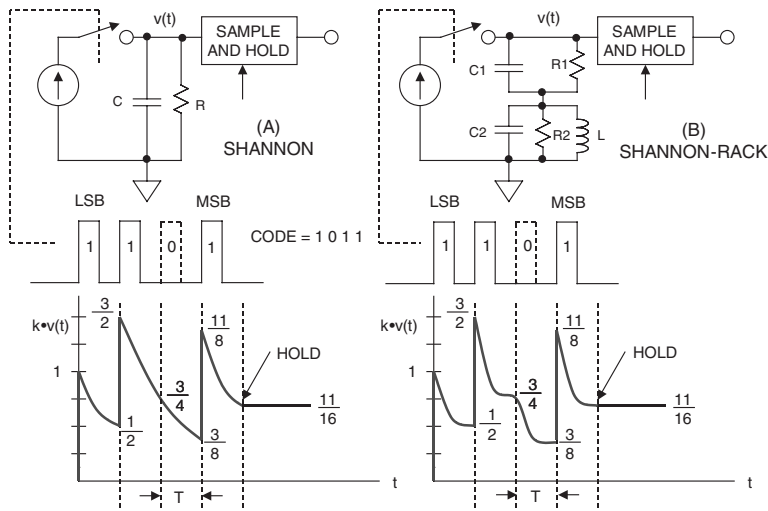 v(t)
SAMPLE
AND HOLD
C
R
(A)
SHANNON
v(t)
SAMPLE
AND HOLD
C1
R1
C2
R2
L
(B)
SHANNON-RACK
LSB
MSB
1
1
0
1
CODE = 1 0 1 1
LSB
MSB
1
1
0
1
k•v(t)
1
3
2
1
2
3
4
11
8
3
8
HOLD
11
16
T
t
k•v(t)
1
3
2
1
2
3
4
11
8
3
8
HOLD
11
16
T
t